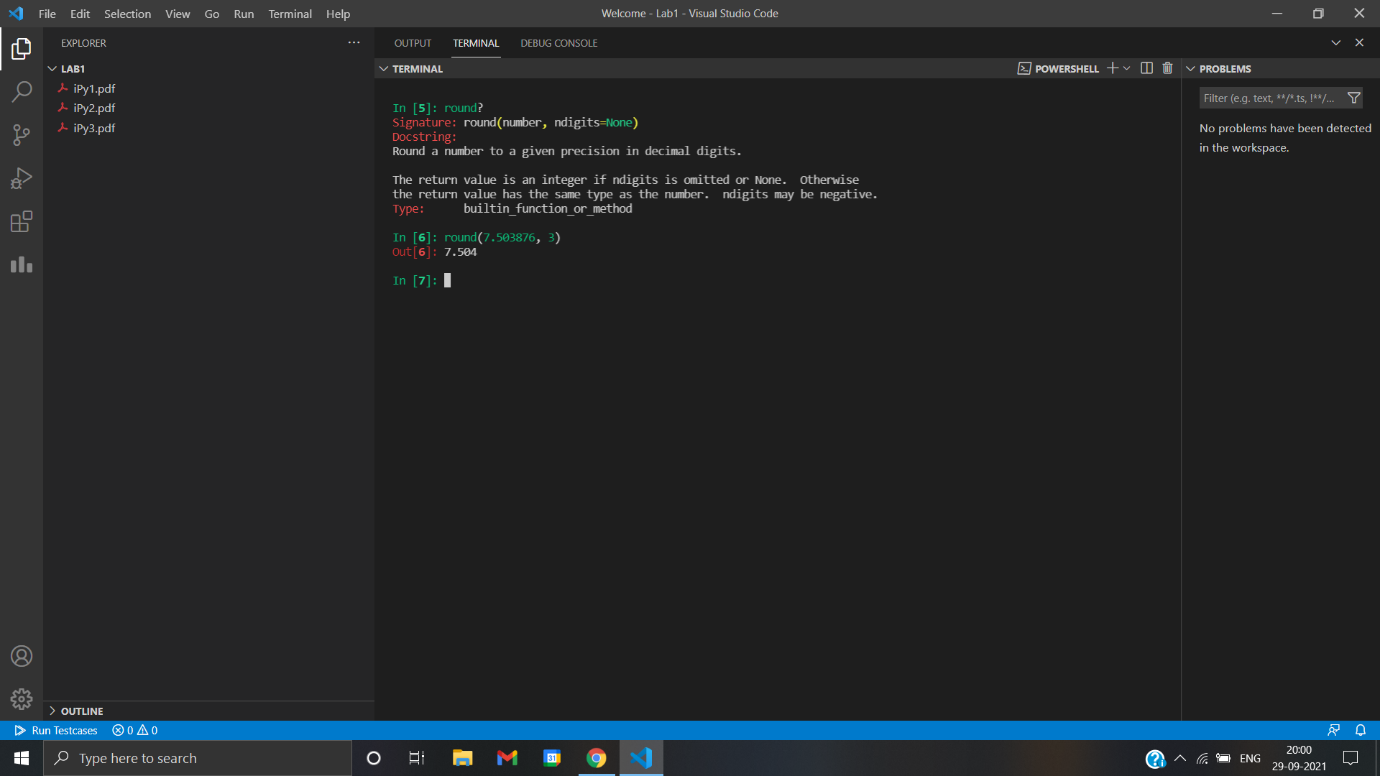 File Edit Selection View Go Run Terminal Help
Welcome - Lab1 - Visual Studio Code
EXPLORER
LAB1
iPy1.pdf
iPy2.pdf
iPy3.pdf
OUTLINE
OUTPUT TERMINAL DEBUG CONSOLE
TERMINAL
POWERSHELL
In [5]: round?
Signature: round(number, ndigits=None)
Docstring:
Round a number to a given precision in decimal digits.
The return value is an integer if ndigits is omitted or None.  Otherwise
the return value has the same type as the number.  ndigits may be negative.
Type:      builtin_function_or_method
In [6]: round(7.503876, 3)
Out[6]: 7.504
In [7]:
PROBLEMS
Filter (e.g. text, **/*.ts, !**/...
No problems have been detected
in the workspace.
Run Testcases 0 0
Type here to search
31
ENG
20:00
29-09-2021